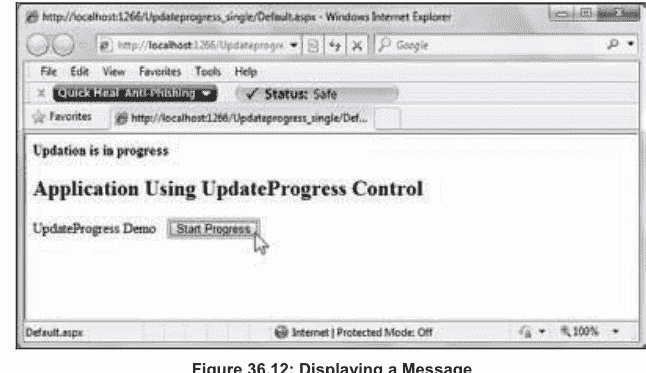 http://localhost:1266/Updateprogress_single/Default.aspx - Windows Internet Explorer
http://localhost:1266/Updateprogre Google
File Edit View Favorites Tools Help
x Quick Heal Anti-Phishing ✓ Status: Safe
Favorites http://localhost:1266/Updateprogress_single/Def...
Updation is in progress
Application Using UpdateProgress Control
UpdateProgress Demo Start Progress
Default.aspx Internet | Protected Mode: Off 100%
Figure 36.12: Displaying a Message